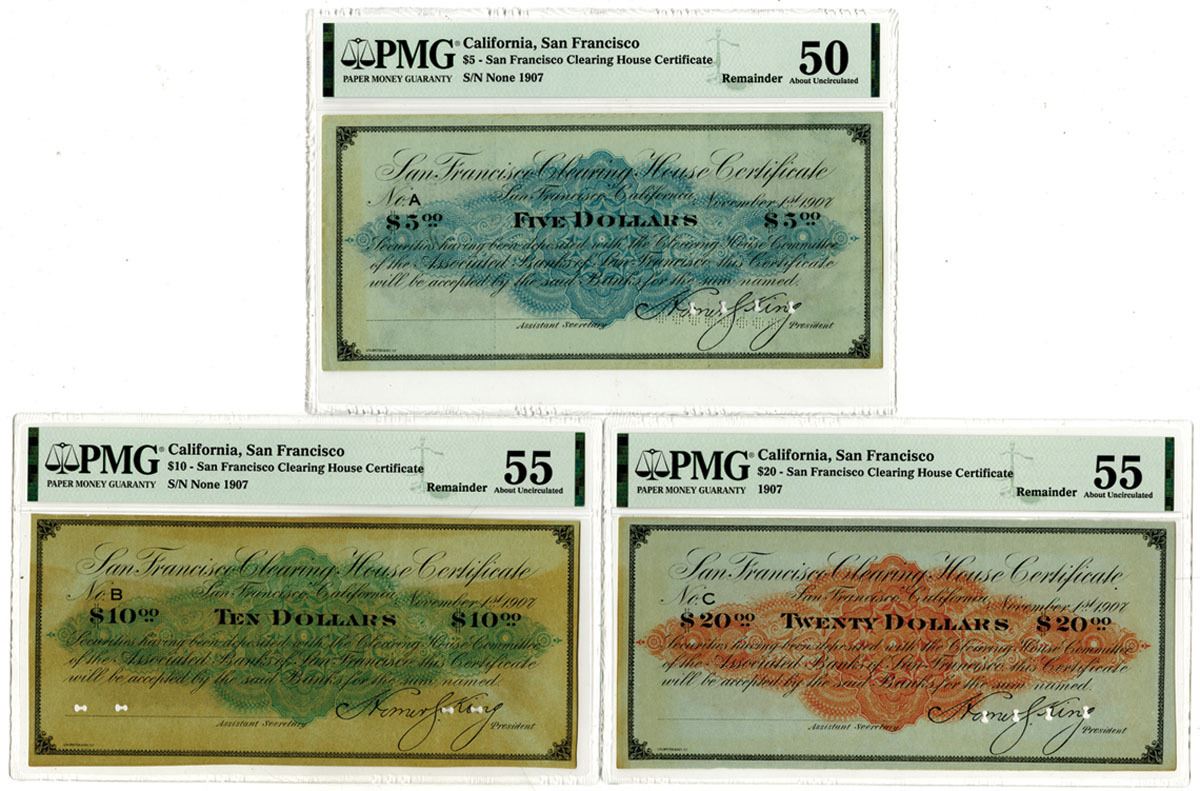 PMG®
PAPER MONEY GUARANTY
California, San Francisco
$5 - San Francisco Clearing House Certificate
S/N None 1907
Remainder
50
About Uncirculated
San Francisco Clearing House Certificate
San Francisco, California, November 1st 1907
No. A
$5.00 FIVE DOLLARS $5.00
Securities having been deposited with the Clearing House Committee
of the Associated Banks of San Francisco this Certificate
will be accepted by the said Banks for the sum named.
Homer S. King
Assistant Secretary
President
PMG®
PAPER MONEY GUARANTY
California, San Francisco
$10 - San Francisco Clearing House Certificate
S/N None 1907
Remainder
55
About Uncirculated
San Francisco Clearing House Certificate
San Francisco, California, November 1st 1907
No. B
$10.00 TEN DOLLARS $10.00
Securities having been deposited with the Clearing House Committee
of the Associated Banks of San Francisco this Certificate
will be accepted by the said Banks for the sum named.
Homer S. King
Assistant Secretary
President
PMG®
PAPER MONEY GUARANTY
California, San Francisco
$20 - San Francisco Clearing House Certificate
1907
Remainder
55
About Uncirculated
San Francisco Clearing House Certificate
San Francisco, California, November 1st 1907
No. C
$20.00 TWENTY DOLLARS $20.00
Securities having been deposited with the Clearing House Committee
of the Associated Banks of San Francisco this Certificate
will be accepted by the said Banks for the sum named.
Homer S. King
Assistant Secretary
President